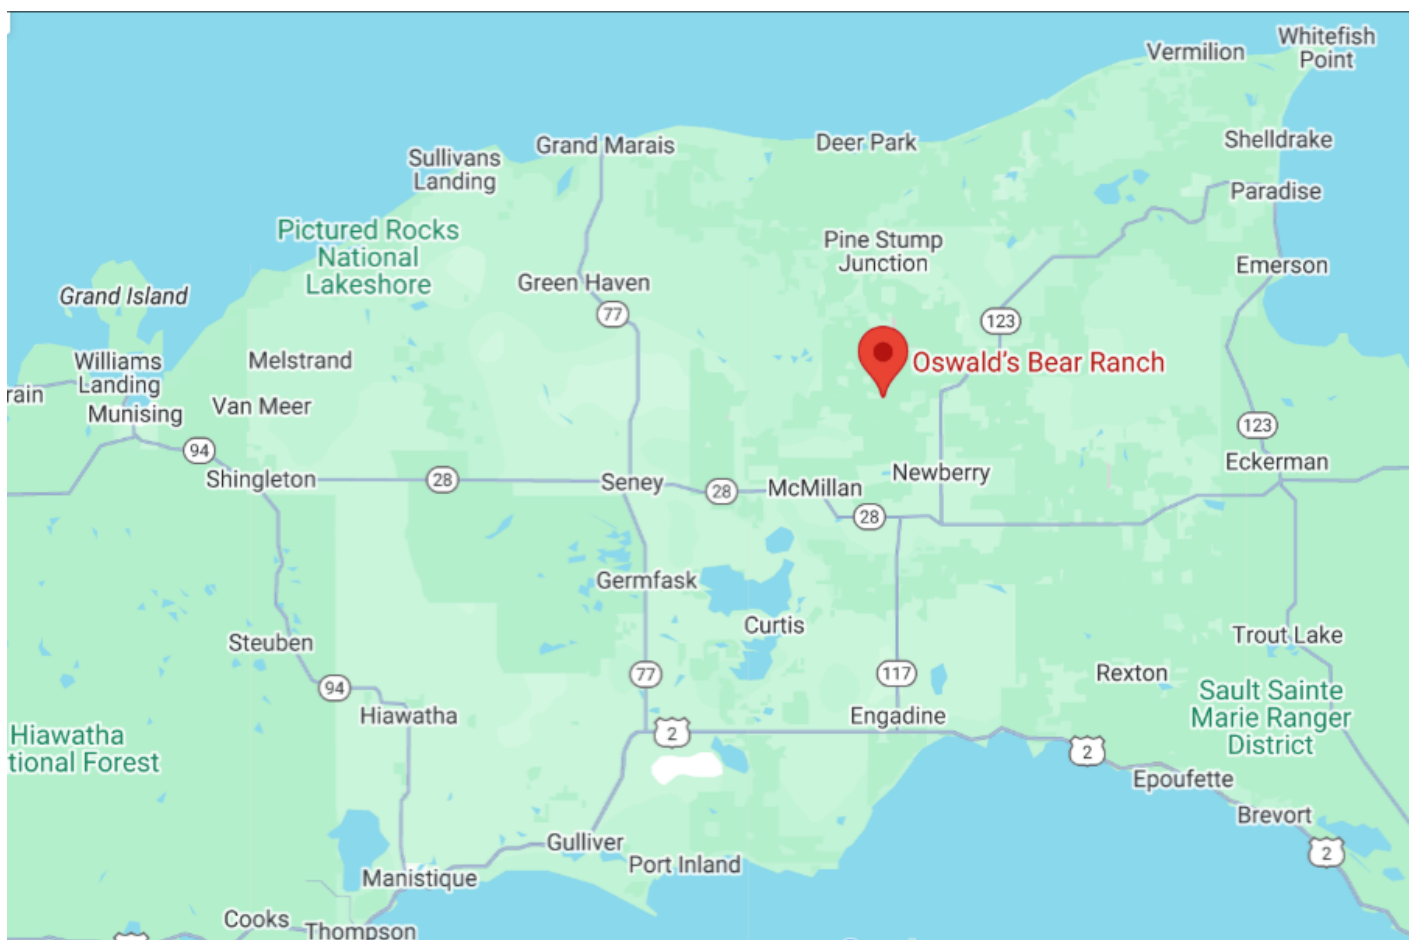 Whitefish
Point
Vermilion
Shelldrake
Deer Park
Grand Marais
Sullivans
Landing
Paradise
Pictured Rocks
National
Lakeshore
Pine Stump
Junction
Emerson
Green Haven
Grand Island
77
123
Williams
Landing
Melstrand
Oswald's Bear Ranch
rain
Munising
Van Meer
123
94
Shingleton
28
Seney
28
McMillan
Newberry
Eckerman
28
Germfask
Curtis
Steuben
Trout Lake
77
117
Rexton
94
Hiawatha
Engadine
Sault Sainte
Marie Ranger
District
Hiawatha
tional Forest
2
2
Epoufette
Brevort
Gulliver
Port Inland
2
Manistique
Cooks
Thompson